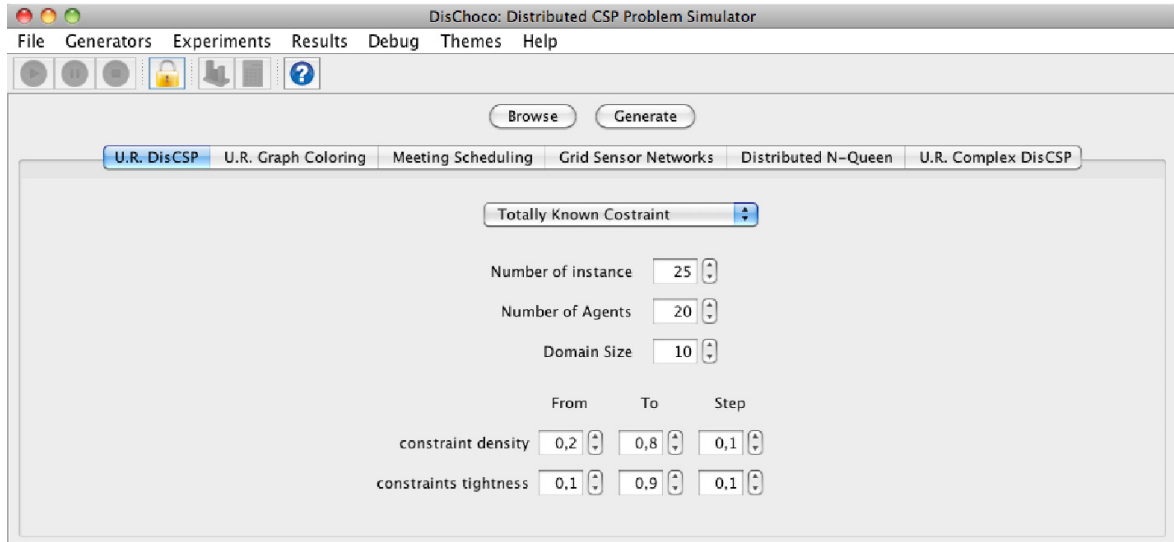 DisChoco: Distributed CSP Problem Simulator
File Generators Experiments Results Debug Themes Help
Browse Generate
U.R. DisCSP U.R. Graph Coloring Meeting Scheduling Grid Sensor Networks Distributed N-Queen U.R. Complex DisCSP
Totally Known Costraint
Number of instance 25
Number of Agents 20
Domain Size 10
From To Step
constraint density 0,2 0,8 0,1
constraints tightness 0,1 0,9 0,1